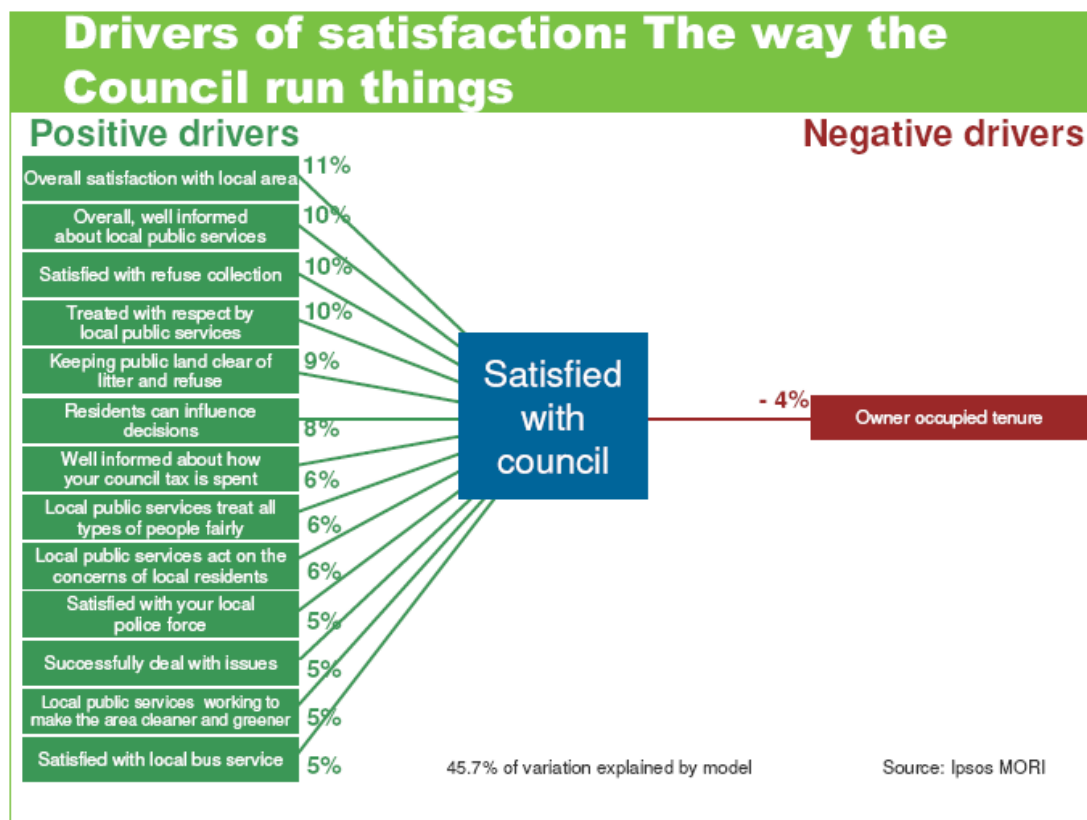 Drivers of satisfaction: The way the
Council run things
Positive drivers
Negative drivers
Overall satisfaction with local area
11%
Overall, well informed
about local public services
10%
Satisfied with refuse collection
10%
Treated with respect by
local public services
10%
Keeping public land clear of
litter and refuse
9%
Residents can influence
decisions
8%
Well informed about how
your council tax is spent
6%
Local public services treat all
types of people fairly
6%
Local public services act on the
concerns of local residents
6%
Satisfied with your local
police force
5%
Successfully deal with issues
5%
Local public services working to
make the area cleaner and greener
5%
Satisfied with local bus service
5%
Satisfied
with
council
- 4%
Owner occupied tenure
45.7% of variation explained by model
Source: Ipsos MORI